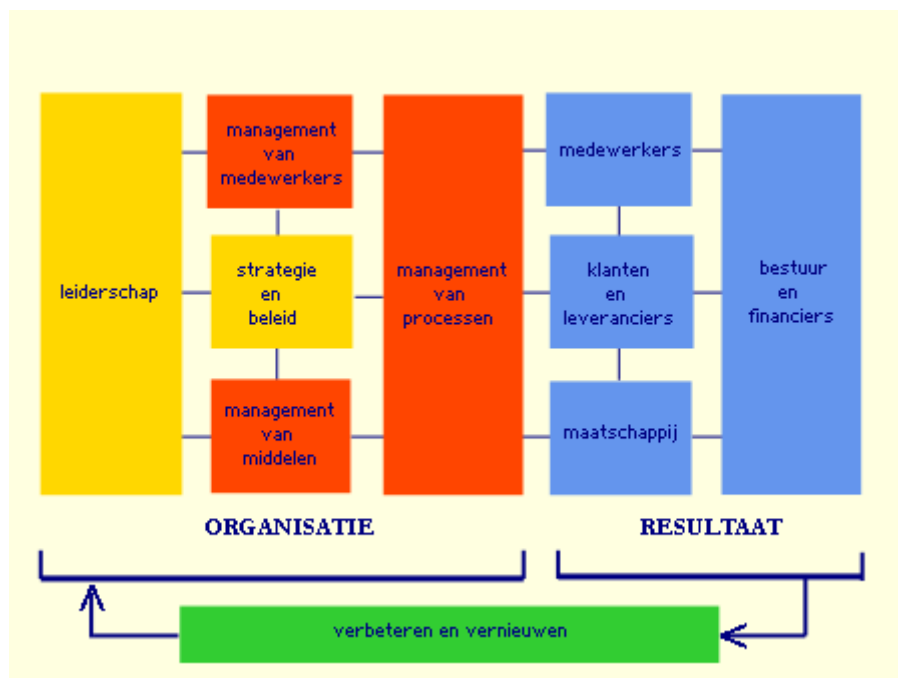 leiderschap
management
van
medewerkers
strategie
en
beleid
management
van
middelen
management
van
processen
medewerkers
klanten
en
leveranciers
maatschappij
bestuur
en
financiers
ORGANISATIE
RESULTAAT
verbeteren en vernieuwen